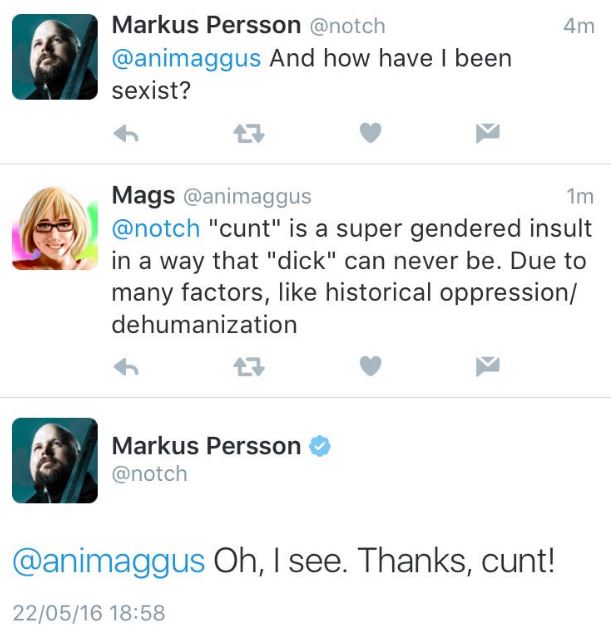 Markus Persson @notch 4m
@animaggus And how have I been
sexist?
Mags @animaggus 1m
@notch "cunt" is a super gendered insult
in a way that "dick" can never be. Due to
many factors, like historical oppression/
dehumanization
Markus Persson
@notch
@animaggus Oh, I see. Thanks, cunt!
22/05/16 18:58